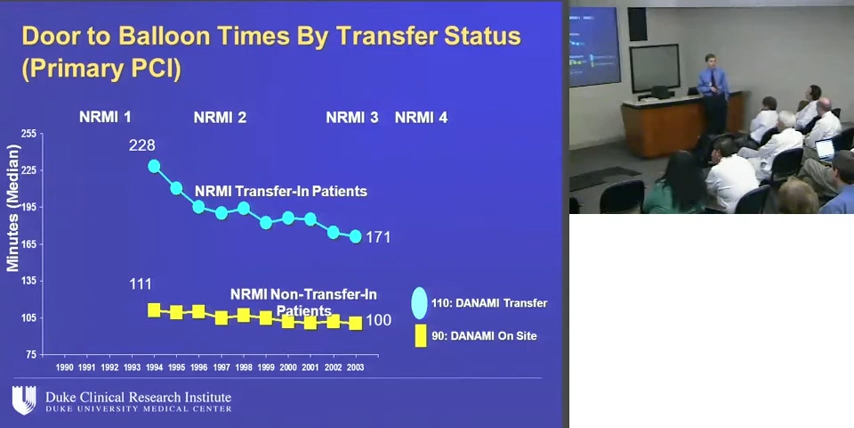 Door to Balloon Times By Transfer Status
(Primary PCI)
NRMI 1 NRMI 2 NRMI 3 NRMI 4
Minutes (Median)
255
225
195
165
135
105
75
228
NRMI Transfer-In Patients
171
111
NRMI Non-Transfer-In
Patients
100
110: DANAMI Transfer
90: DANAMI On Site
1990 1991 1992 1993 1994 1995 1996 1997 1998 1999 2000 2001 2002 2003
Duke Clinical Research Institute
DUKE UNIVERSITY MEDICAL CENTER